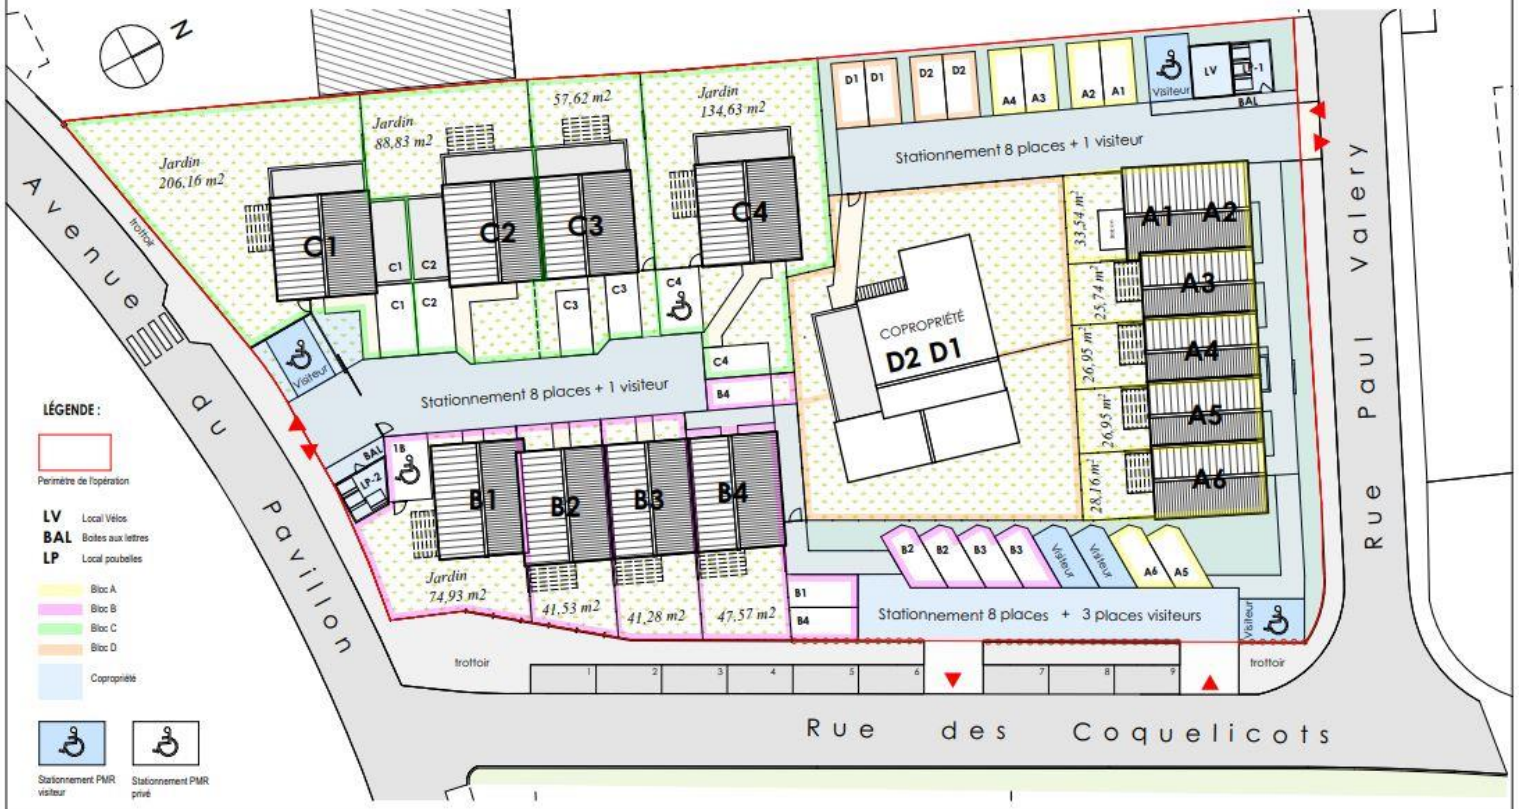 N
Jardin
206,16 m2
Jardin
88,83 m2
57,62 m2
Jardin
134,63 m2
D1 D1
D2 D2
A4 A3
A2 A1
Visiteur
LV
LP-1
BAL
Stationnement 8 places + 1 visiteur
C1
C2
C3
C4
C1
C2
C1
C2
C3
C3
C4
C4
B4
Visiteur
Stationnement 8 places + 1 visiteur
COPROPRIÉTÉ
D2 D1
33,54 m²
25,74 m²
26,95 m²
26,95 m²
28,16 m²
A1 A2
A3
A4
A5
A6
BAL
LP-2
1B
B1
B2
B3
B4
Jardin
74,93 m2
41,53 m2
41,28 m2
47,57 m2
B2
B2
B3
B3
Visiteur
Visiteur
A6
A5
B1
B4
Stationnement 8 places + 3 places visiteurs
Visiteur
trottoir
trottoir
trottoir
1 2 3 4 5 6 7 8 9
Avenue du Pavillon
Rue des Coquelicots
Rue Paul Valery
LÉGENDE :
Perimètre de l'opération
LV Local Vélos
BAL Boites aux lettres
LP Local poubelles
Bloc A
Bloc B
Bloc C
Bloc D
Copropriété
Stationnement PMR
visiteur
Stationnement PMR
privé